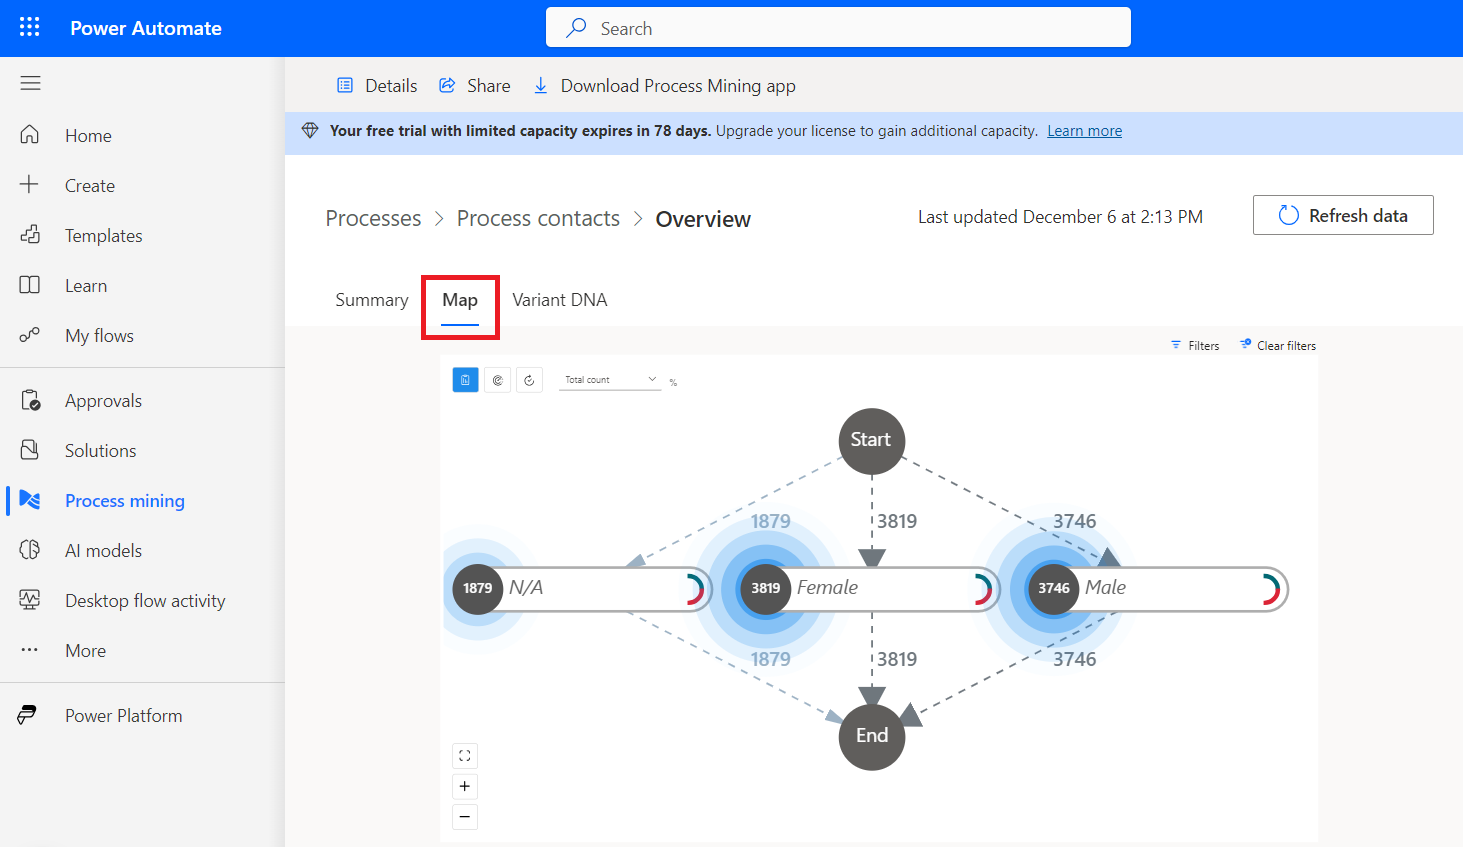 Power Automate
Search
Details
Share
Download Process Mining app
Your free trial with limited capacity expires in 78 days. Upgrade your license to gain additional capacity. Learn more
Home
Create
Templates
Learn
My flows
Approvals
Solutions
Process mining
AI models
Desktop flow activity
More
Power Platform
Processes > Process contacts > Overview
Last updated December 6 at 2:13 PM
Refresh data
Summary
Map
Variant DNA
Filters
Clear filters
Total count
%
Start
1879
3819
3746
1879 N/A
3819 Female
3746 Male
1879
3819
3746
End